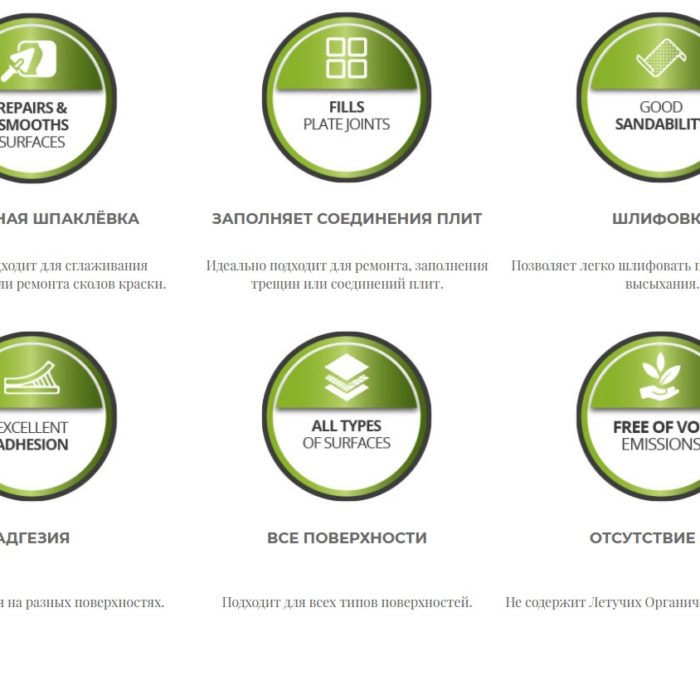 REPAIRS &
SMOOTHS
SURFACES
НАЯ ШПАКЛЁВКА
ходит для сглаживания
ли ремонта сколов краски.
FILLS
PLATE JOINTS
ЗАПОЛНЯЕТ СОЕДИНЕНИЯ ПЛИТ
Идеально подходит для ремонта, заполнения
трещин или соединений плит.
GOOD
SANDABILITY
ШЛИФОВК
Позволяет легко шлифовать п
высыхания.
EXCELLENT
ADHESION
АДГЕЗИЯ
я на разных поверхностях.
ALL TYPES
OF SURFACES
ВСЕ ПОВЕРХНОСТИ
Подходит для всех типов поверхностей.
FREE OF VO
EMISSIONS
ОТСУТСТВИЕ
Не содержит Летучих Органич